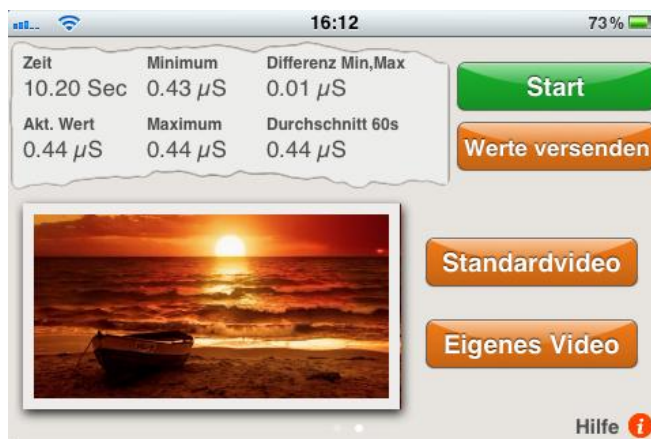 16:12 73%
Zeit Minimum Differenz Min,Max
10.20 Sec 0.43 µS 0.01 µS
Akt. Wert Maximum Durchschnitt 60s
0.44 µS 0.44 µS 0.44 µS
Start
Werte versenden
Standardvideo
Eigenes Video
Hilfe i